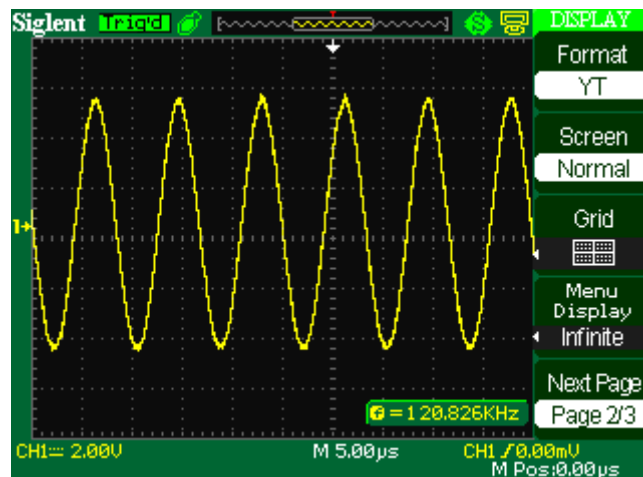 Siglent Trig'd DISPLAY
Format
YT
Screen
Normal
Grid
Menu
Display
Infinite
Next Page
Page 2/3
1
f=120.826KHz
CH1 2.00V M 5.00µs CH1 0.00mV
M Pos:0.00µs